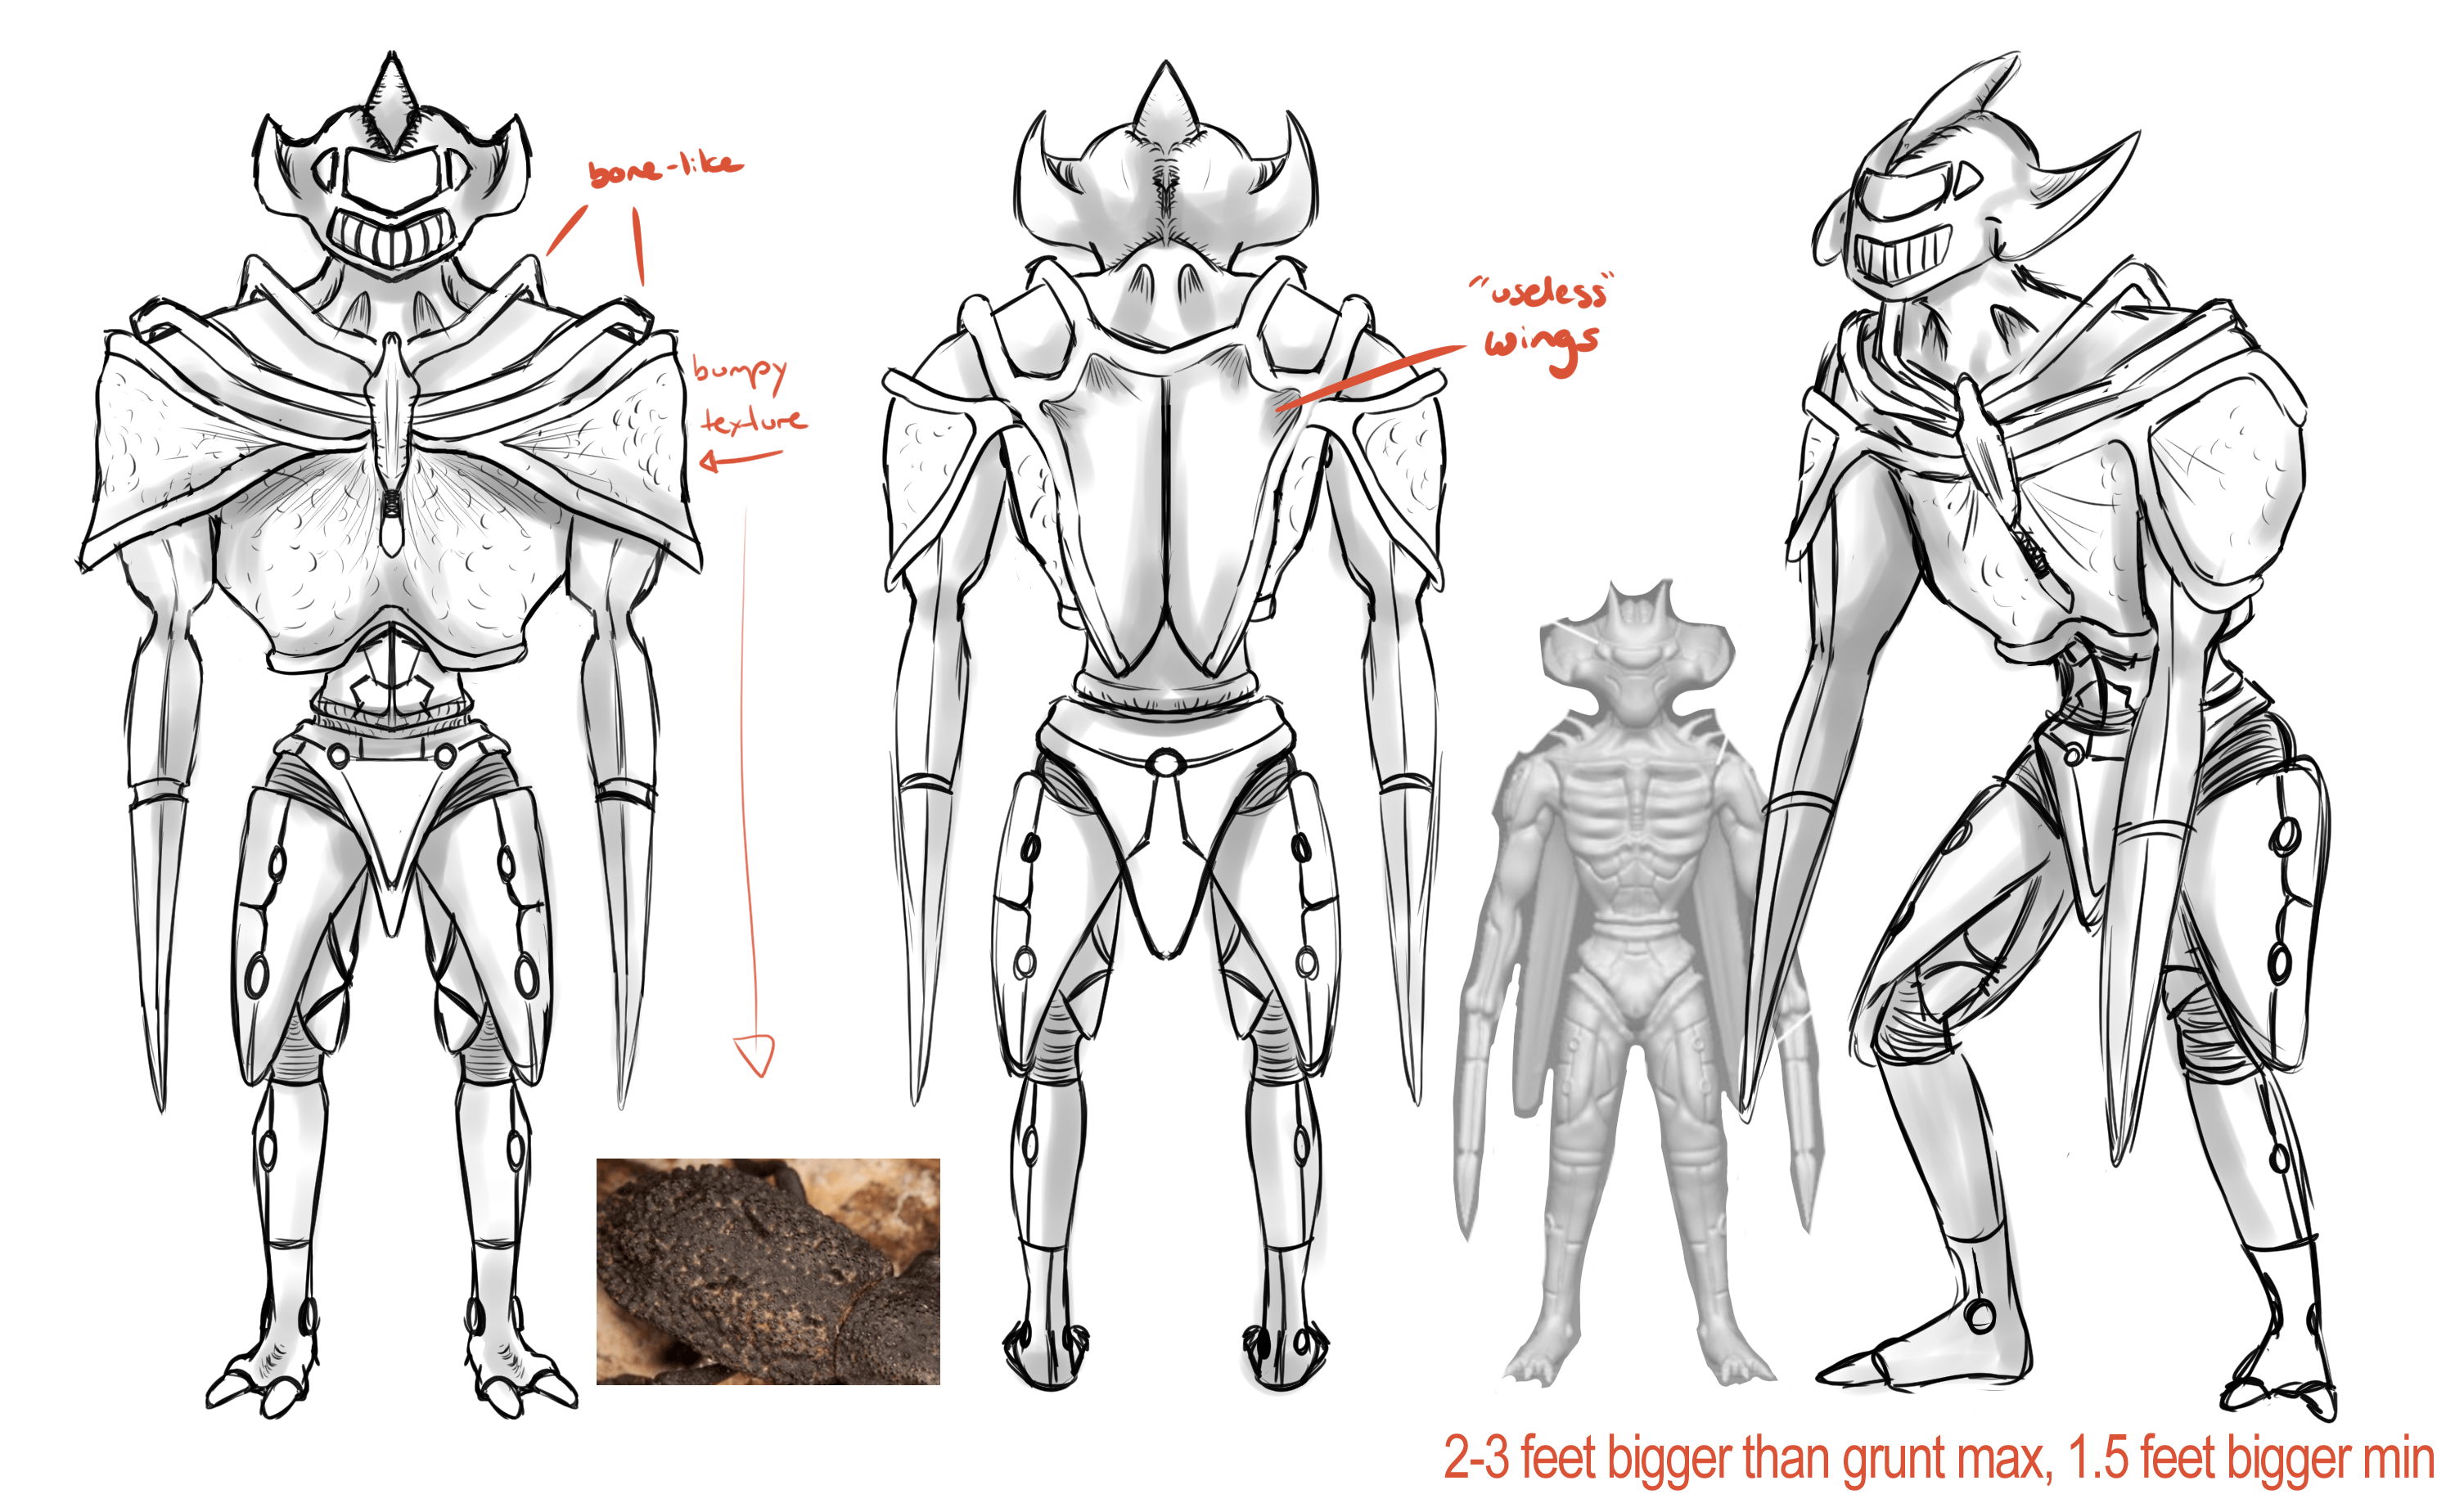 bone-like
bumpy
texture
"useless"
wings
2-3 feet bigger than grunt max, 1.5 feet bigger min